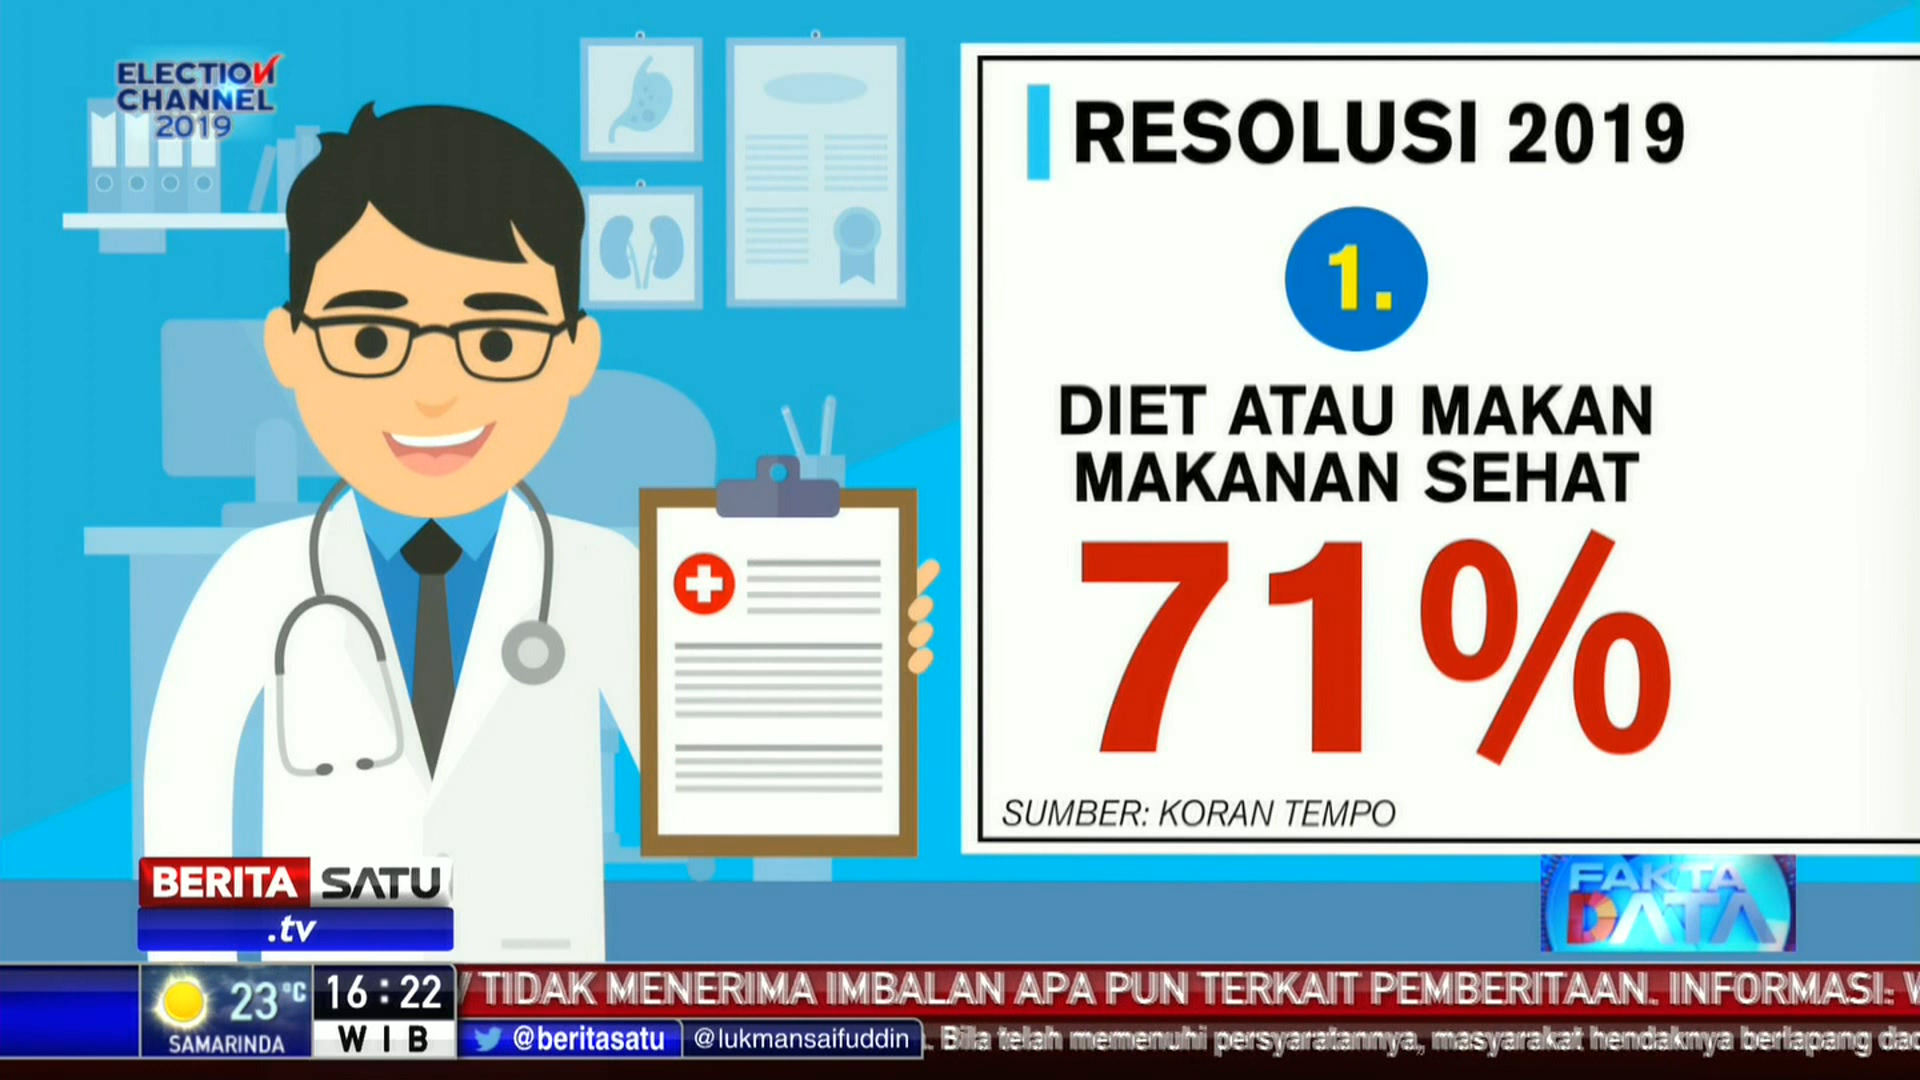 ELECTION
CHANNEL
2019
RESOLUSI 2019
1.
DIET ATAU MAKAN
MAKANAN SEHAT
71%
SUMBER: KORAN TEMPO
BERITA SATU
.tv
FAKTA
DATA
23°C
SAMARINDA
16:22
WIB
/ TIDAK MENERIMA IMBALAN APA PUN TERKAIT PEMBERITAAN. INFORMASI:
@beritasatu
@lukmansaifuddin
. Bila telah memenuhi persyaratannya, masyarakat hendaknya berlapang